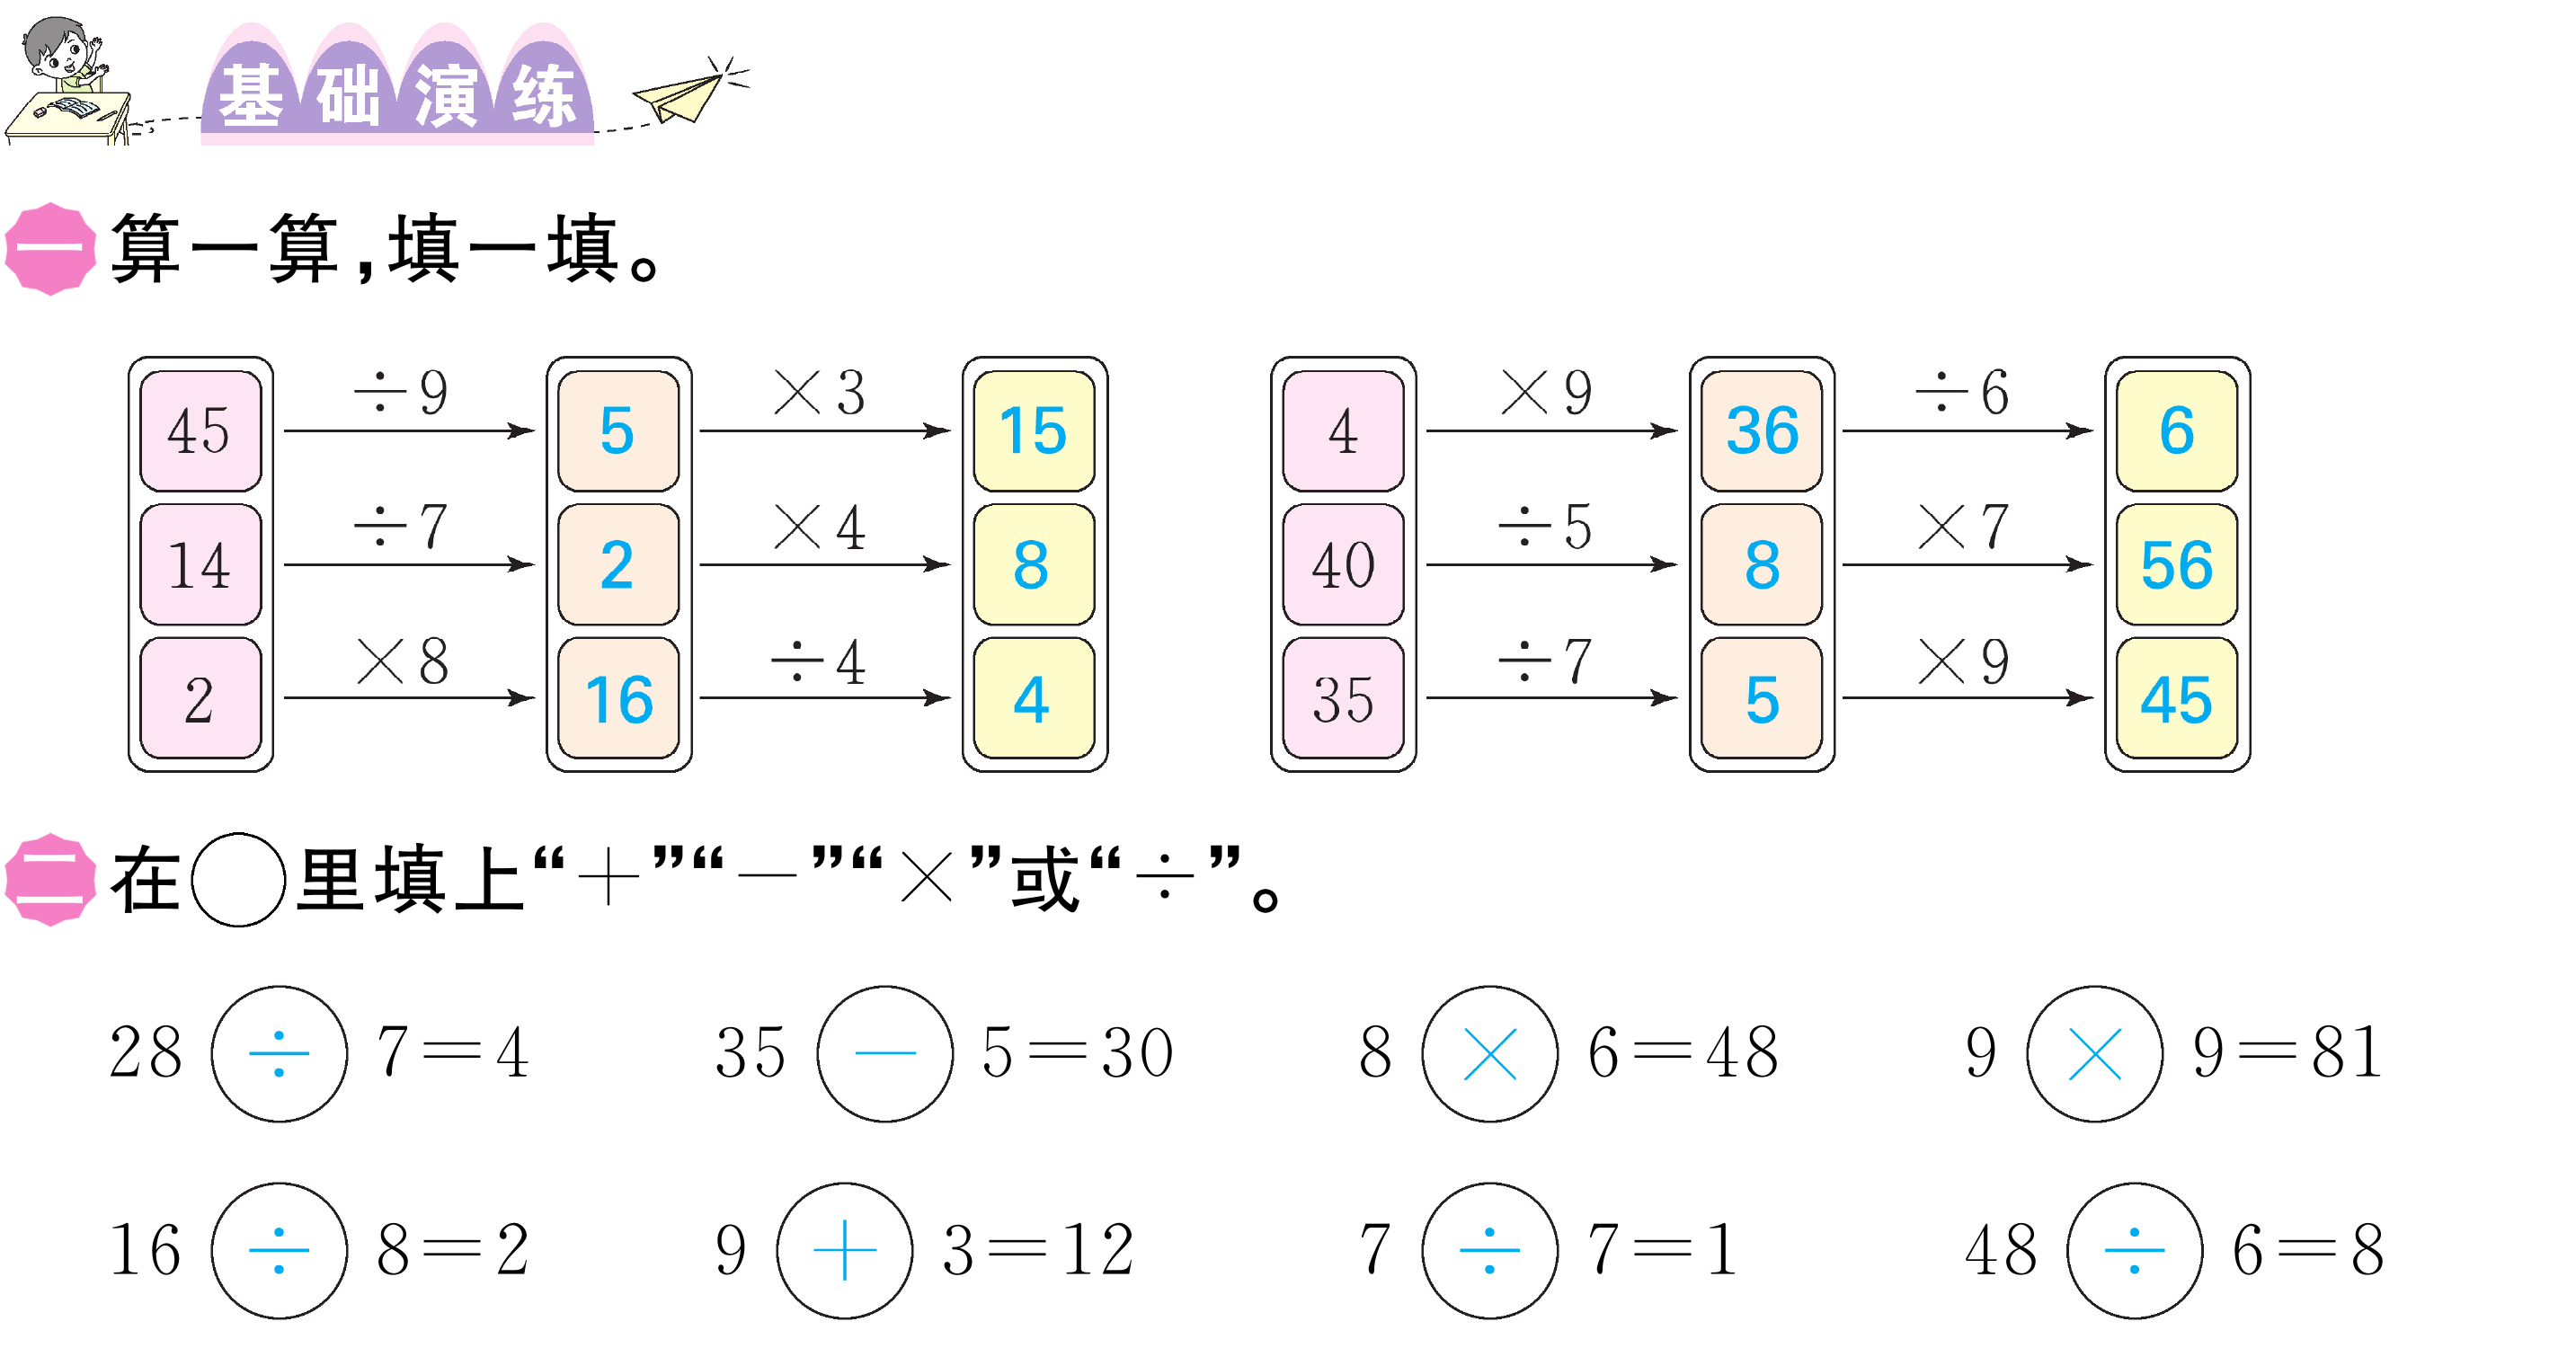 基础演练
一 算一算,填一填。
45 ÷9 5 ×3 15 4 ×9 36 ÷6 6
14 ÷7 2 ×4 8 40 ÷5 8 ×7 56
2 ×8 16 ÷4 4 35 ÷7 5 ×9 45
二 在○里填上“+”“-”“×”或“÷”。
28 ÷ 7=4 35 - 5=30 8 × 6=48 9 × 9=81
16 ÷ 8=2 9 + 3=12 7 ÷ 7=1 48 ÷ 6=8